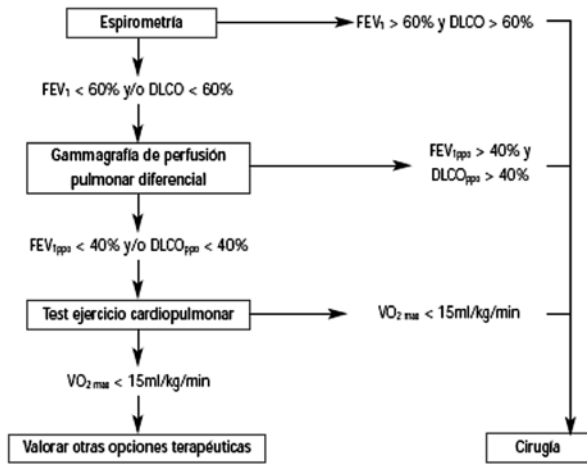 Espirometría
FEV1 > 60% y DLCO > 60%
FEV1 < 60% y/o DLCO < 60%
Gammagrafía de perfusión
pulmonar diferencial
FEV1ppo > 40% y
DLCOppo > 40%
FEV1ppo < 40% y/o DLCOppo < 40%
Test ejercicio cardiopulmonar
VO2 max < 15ml/kg/min
VO2 max < 15ml/kg/min
Valorar otras opciones terapéuticas
Cirugía